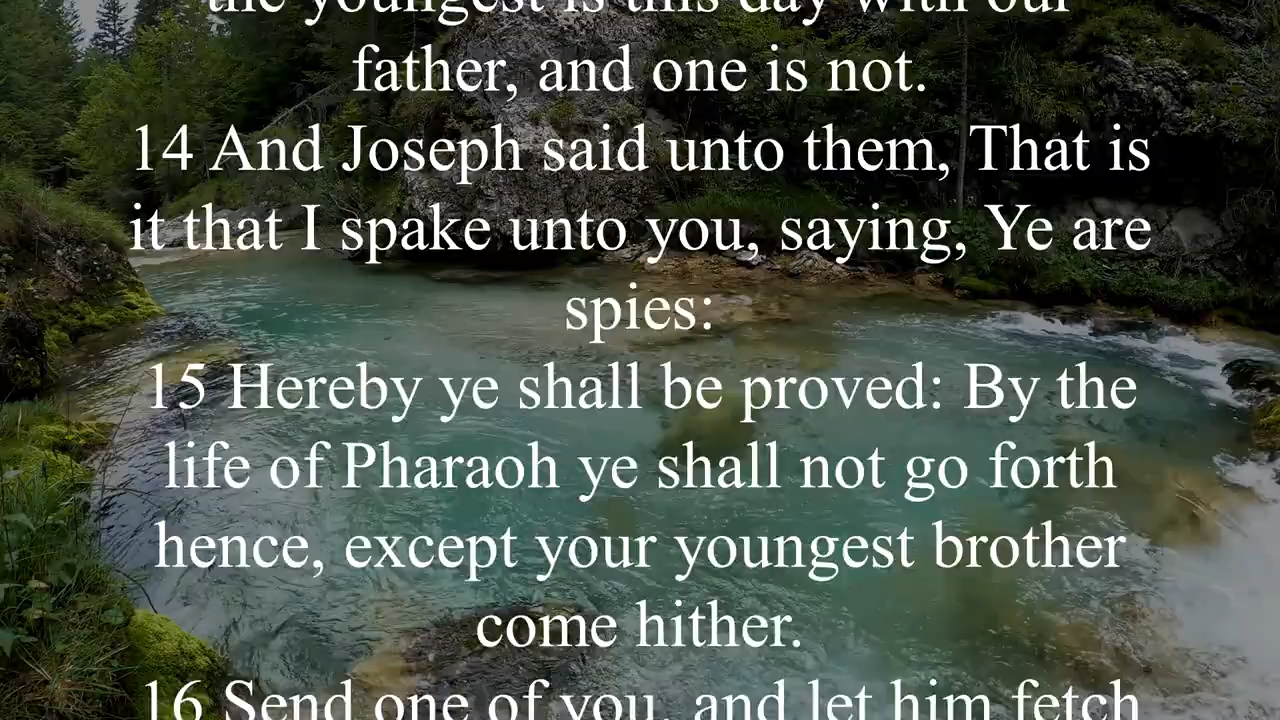 the youngest is this day with our
father, and one is not.
14 And Joseph said unto them, That is
it that I spake unto you, saying, Ye are
spies:
15 Hereby ye shall be proved: By the
life of Pharaoh ye shall not go forth
hence, except your youngest brother
come hither.
16 Send one of you, and let him fetch